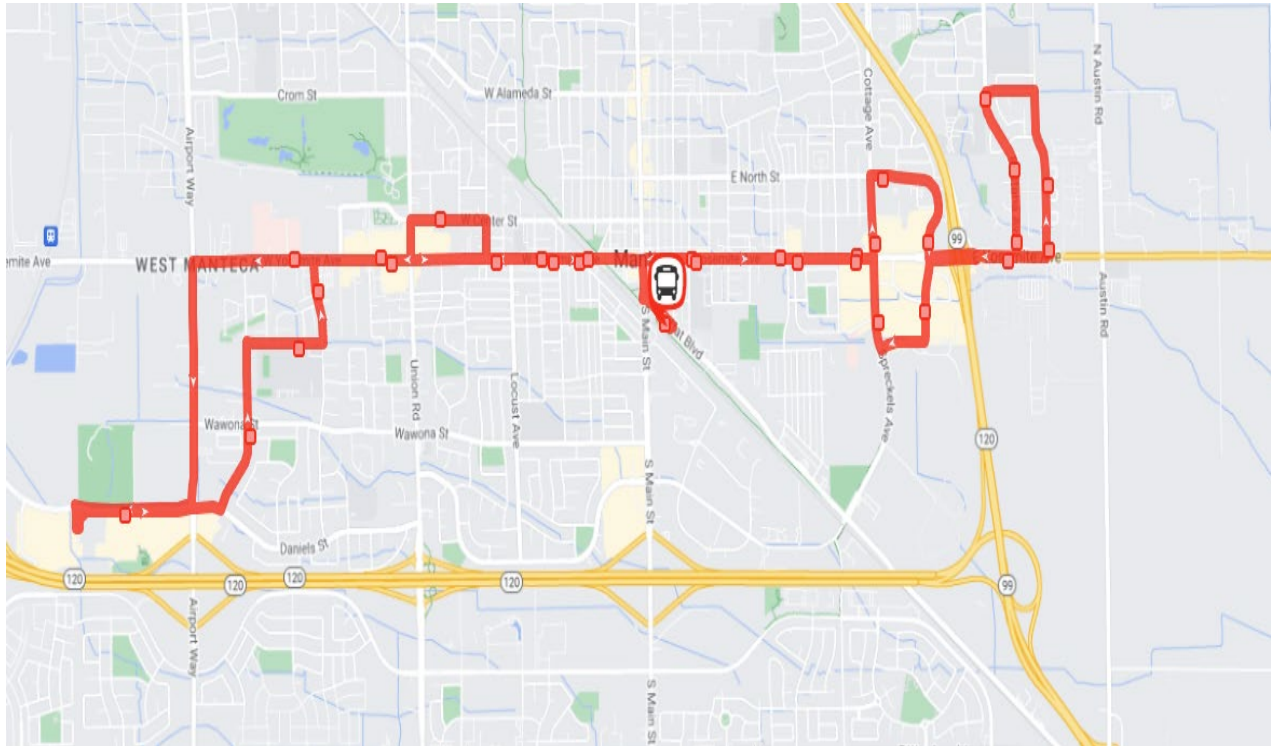 N Austin Rd
Cottage Ave
Crom St
W Alameda St
Airport Way
E North St
W Center St
99
WEST MANTECA
Austin Rd
S Main St
Union Rd
Locust Ave
Spreckels Ave
Wawona St
Wawona St
120
S Main St
Daniels St
120
120
120
120
99
Airport Way
S Main St